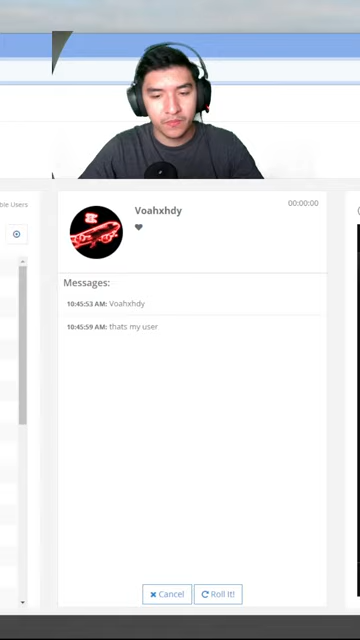 ble Users
Voahxhdy
00:00:00
Messages:
10:45:53 AM: Voahxhdy
10:45:59 AM: thats my user
Cancel
Roll It!